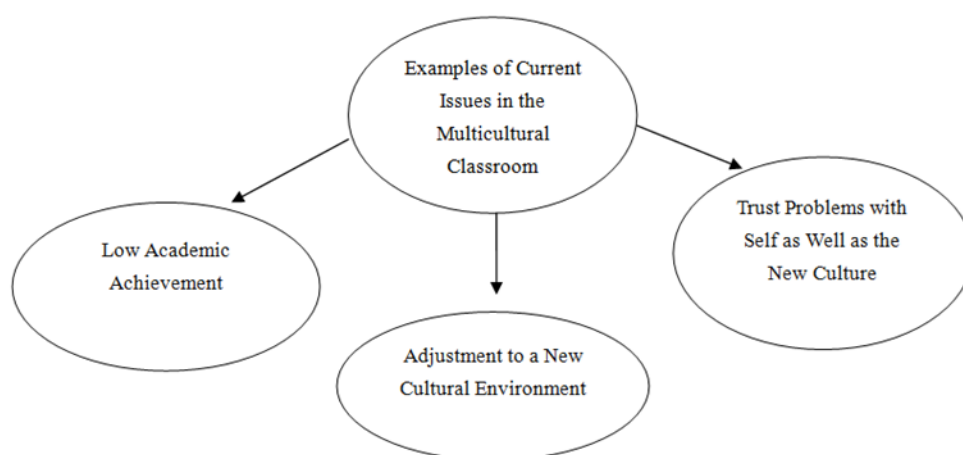 Examples of Current
Issues in the
Multicultural
Classroom
Trust Problems with
Self as Well as the
New Culture
Low Academic
Achievement
Adjustment to a New
Cultural Environment